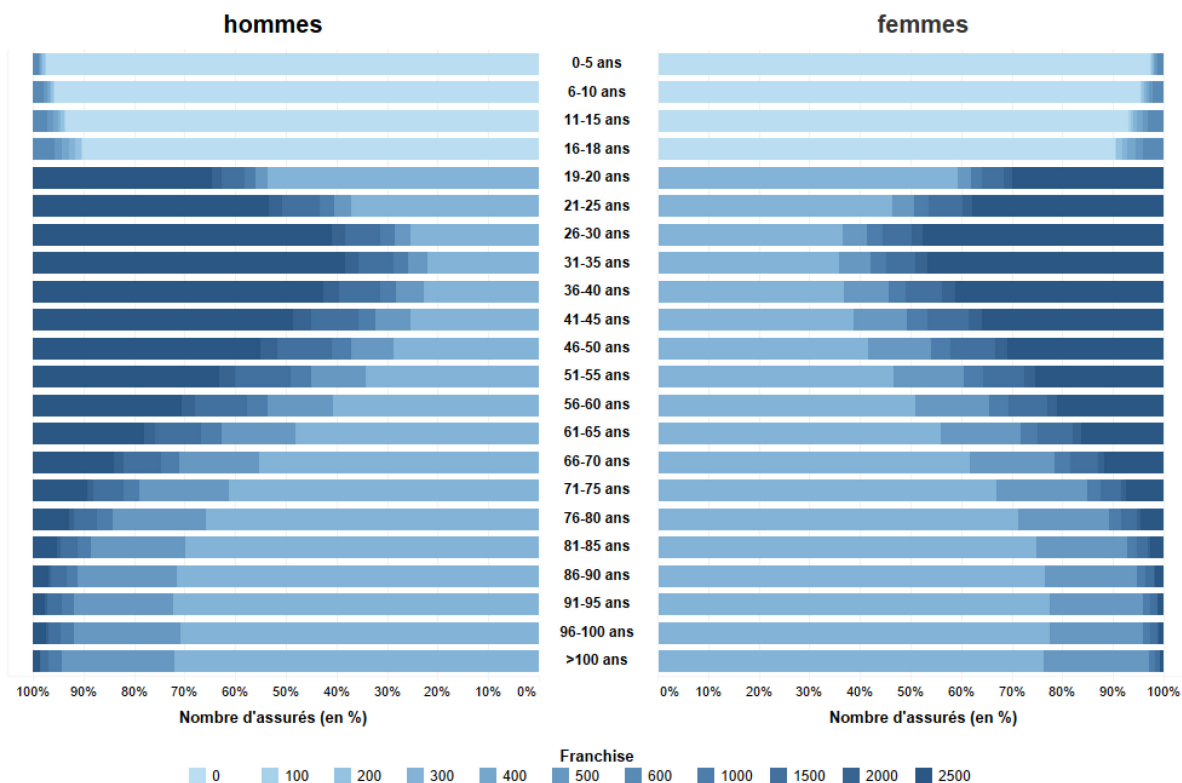 hommes femmes
0-5 ans
6-10 ans
11-15 ans
16-18 ans
19-20 ans
21-25 ans
26-30 ans
31-35 ans
36-40 ans
41-45 ans
46-50 ans
51-55 ans
56-60 ans
61-65 ans
66-70 ans
71-75 ans
76-80 ans
81-85 ans
86-90 ans
91-95 ans
96-100 ans
>100 ans
100% 90% 80% 70% 60% 50% 40% 30% 20% 10% 0% 0% 10% 20% 30% 40% 50% 60% 70% 80% 90% 100%
Nombre d'assurés (en %) Nombre d'assurés (en %)
Franchise
0 100 200 300 400 500 600 1000 1500 2000 2500